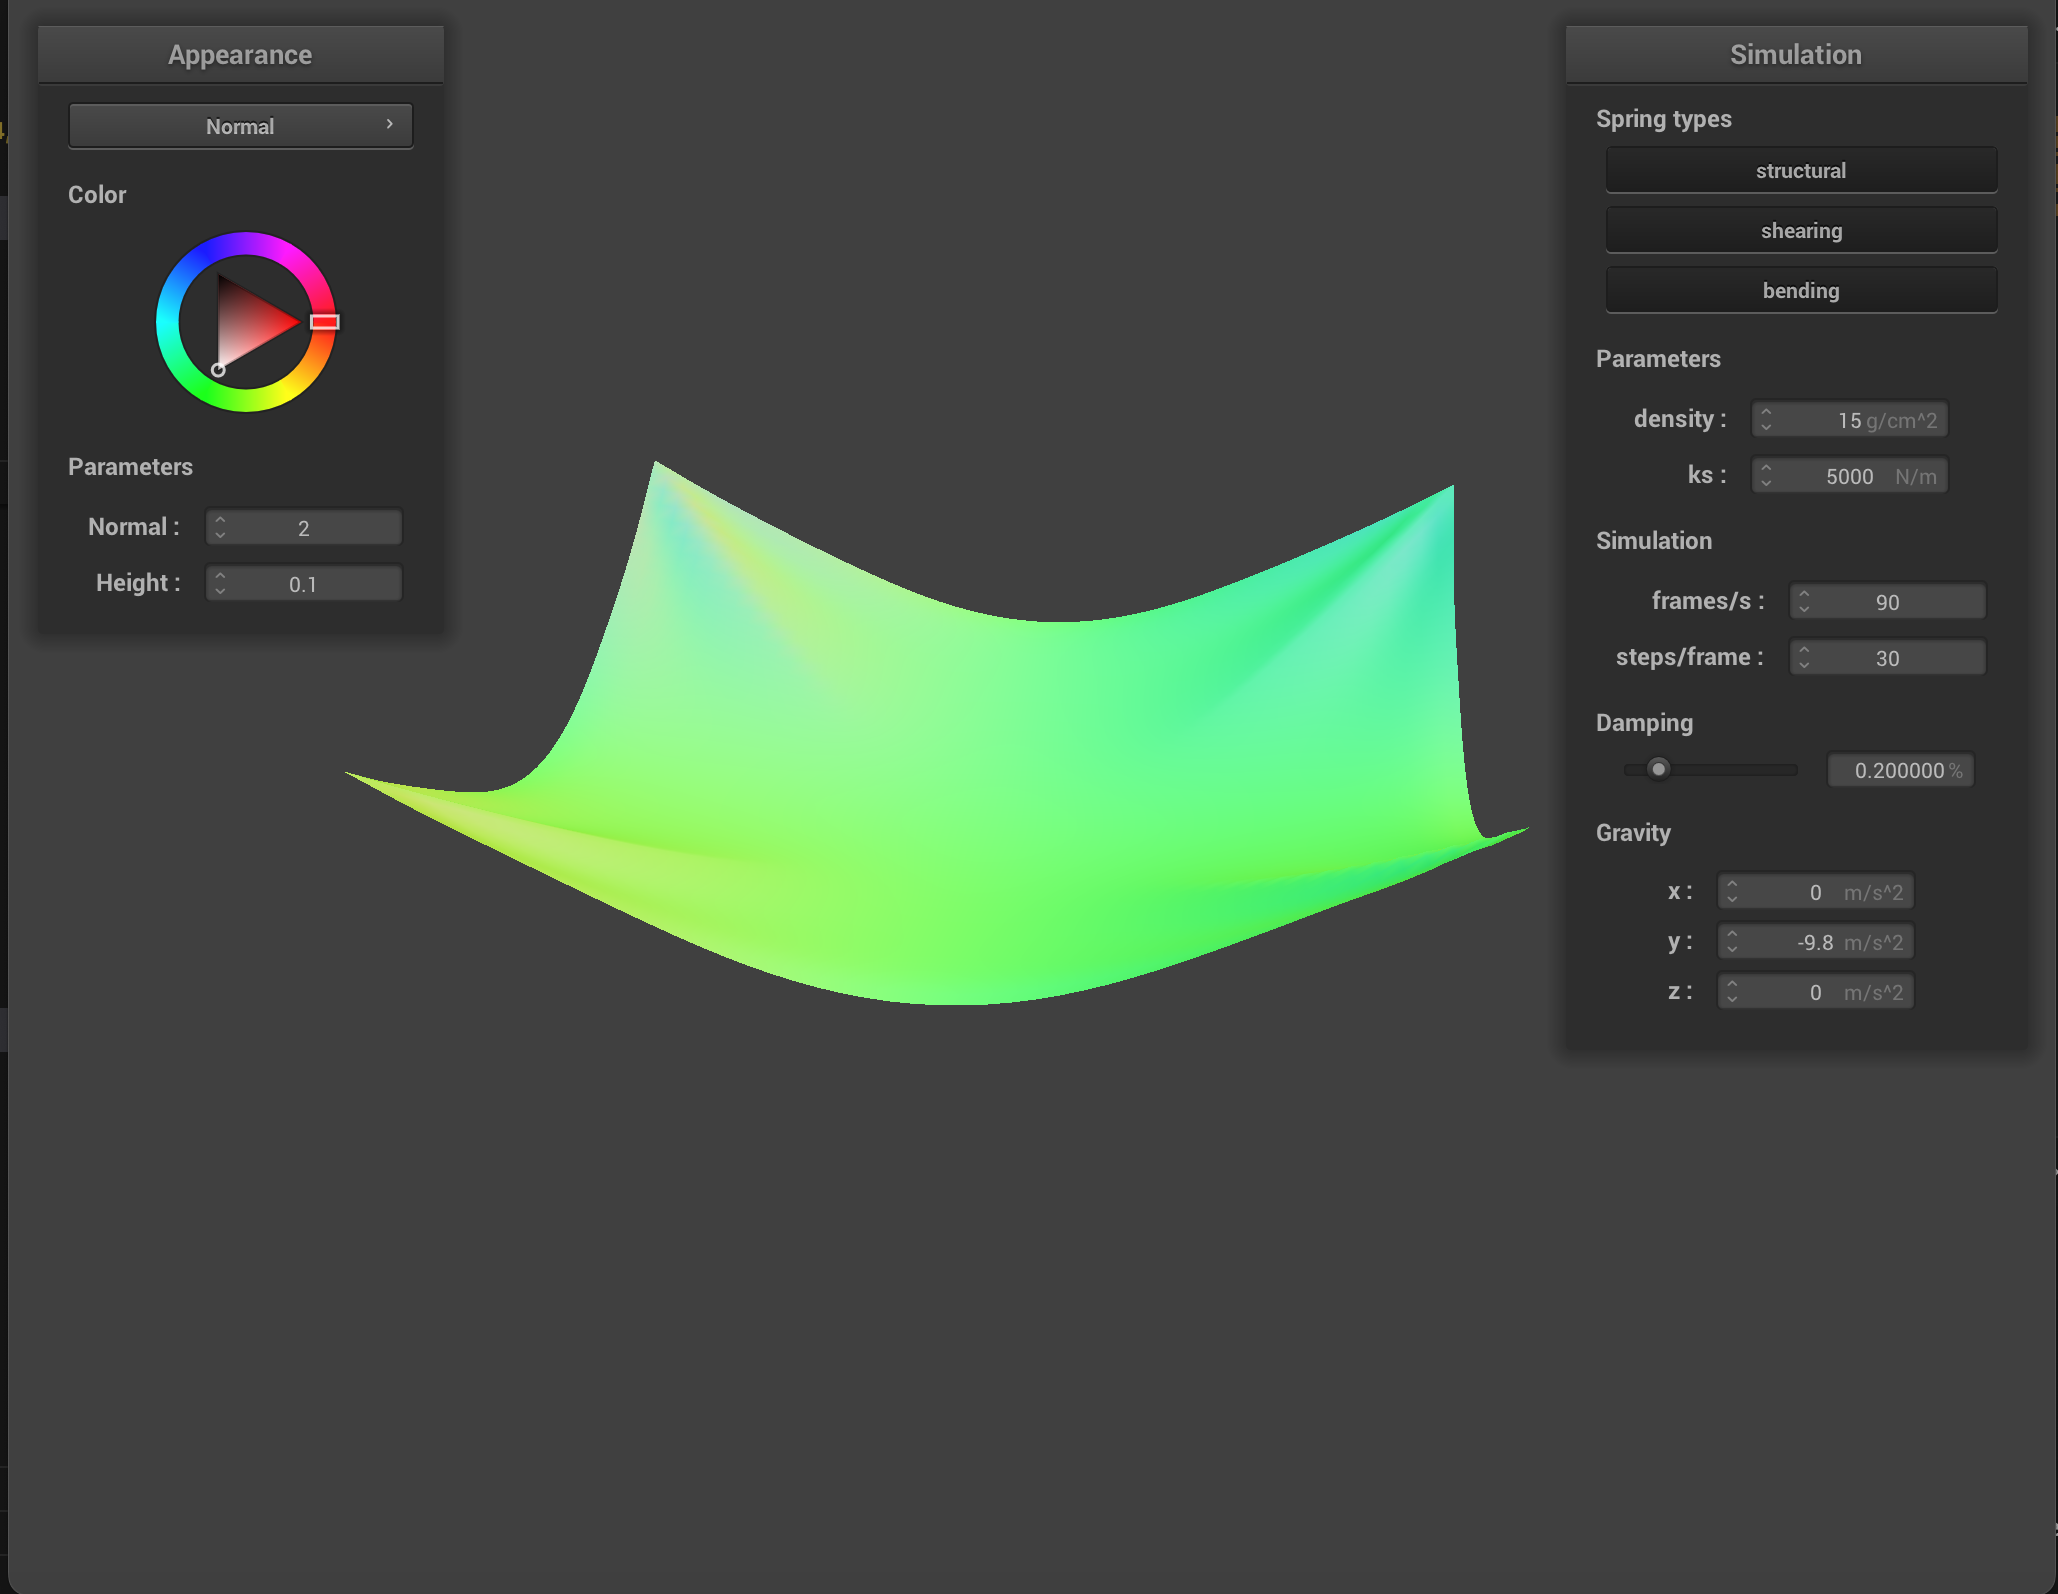 Appearance
Normal
Color
Parameters
Normal : 2
Height : 0.1
Simulation
Spring types
structural
shearing
bending
Parameters
density : 15 g/cm^2
ks : 5000 N/m
Simulation
frames/s : 90
steps/frame : 30
Damping
0.200000 %
Gravity
x : 0 m/s^2
y : -9.8 m/s^2
z : 0 m/s^2